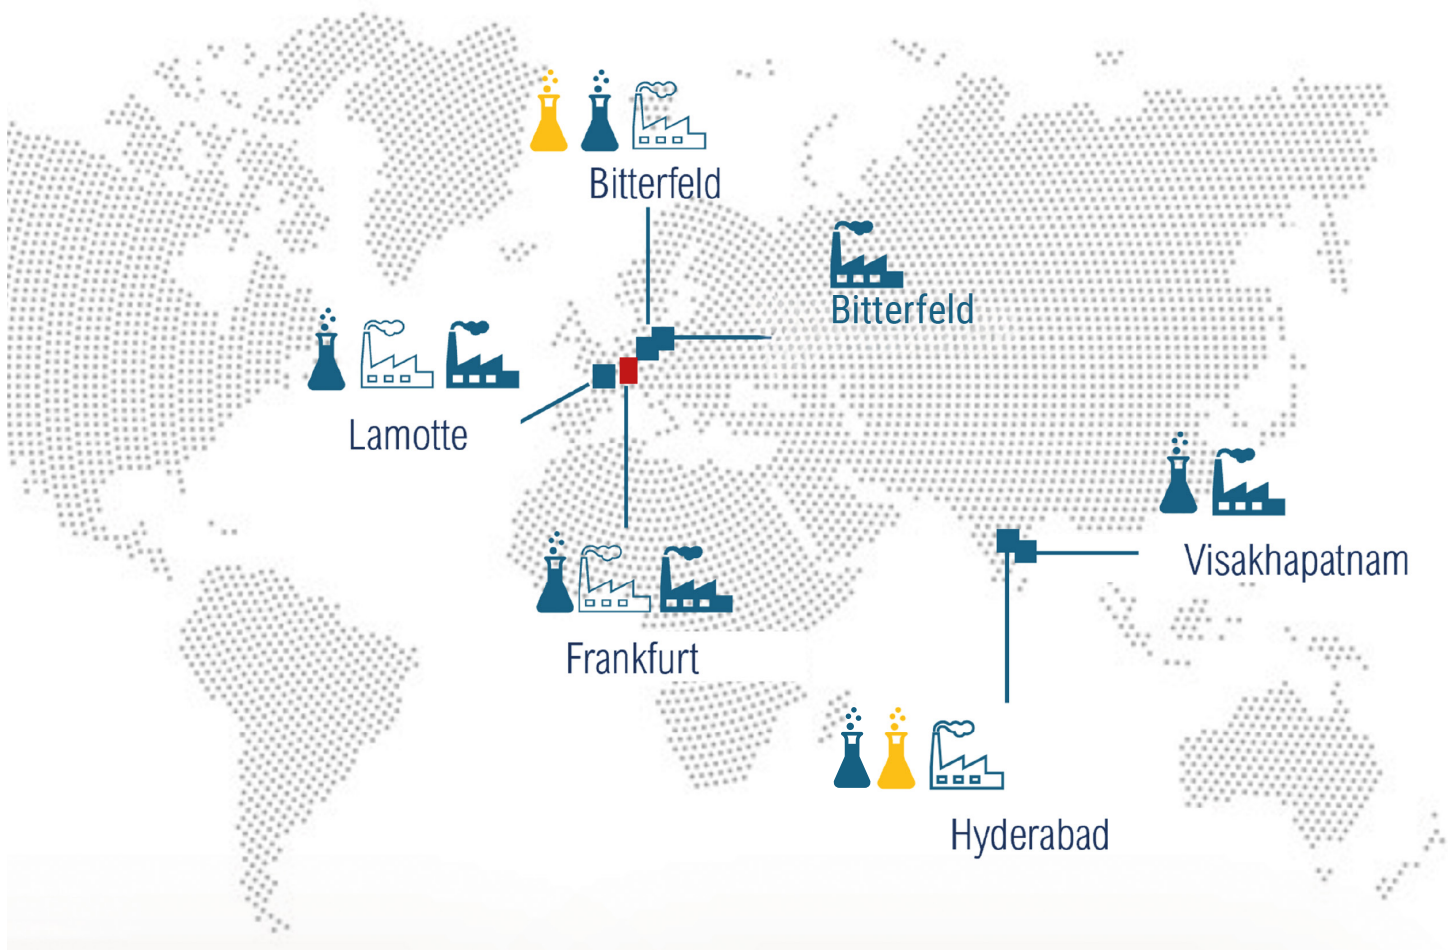 Bitterfeld
Bitterfeld
Lamotte
Visakhapatnam
Frankfurt
Hyderabad